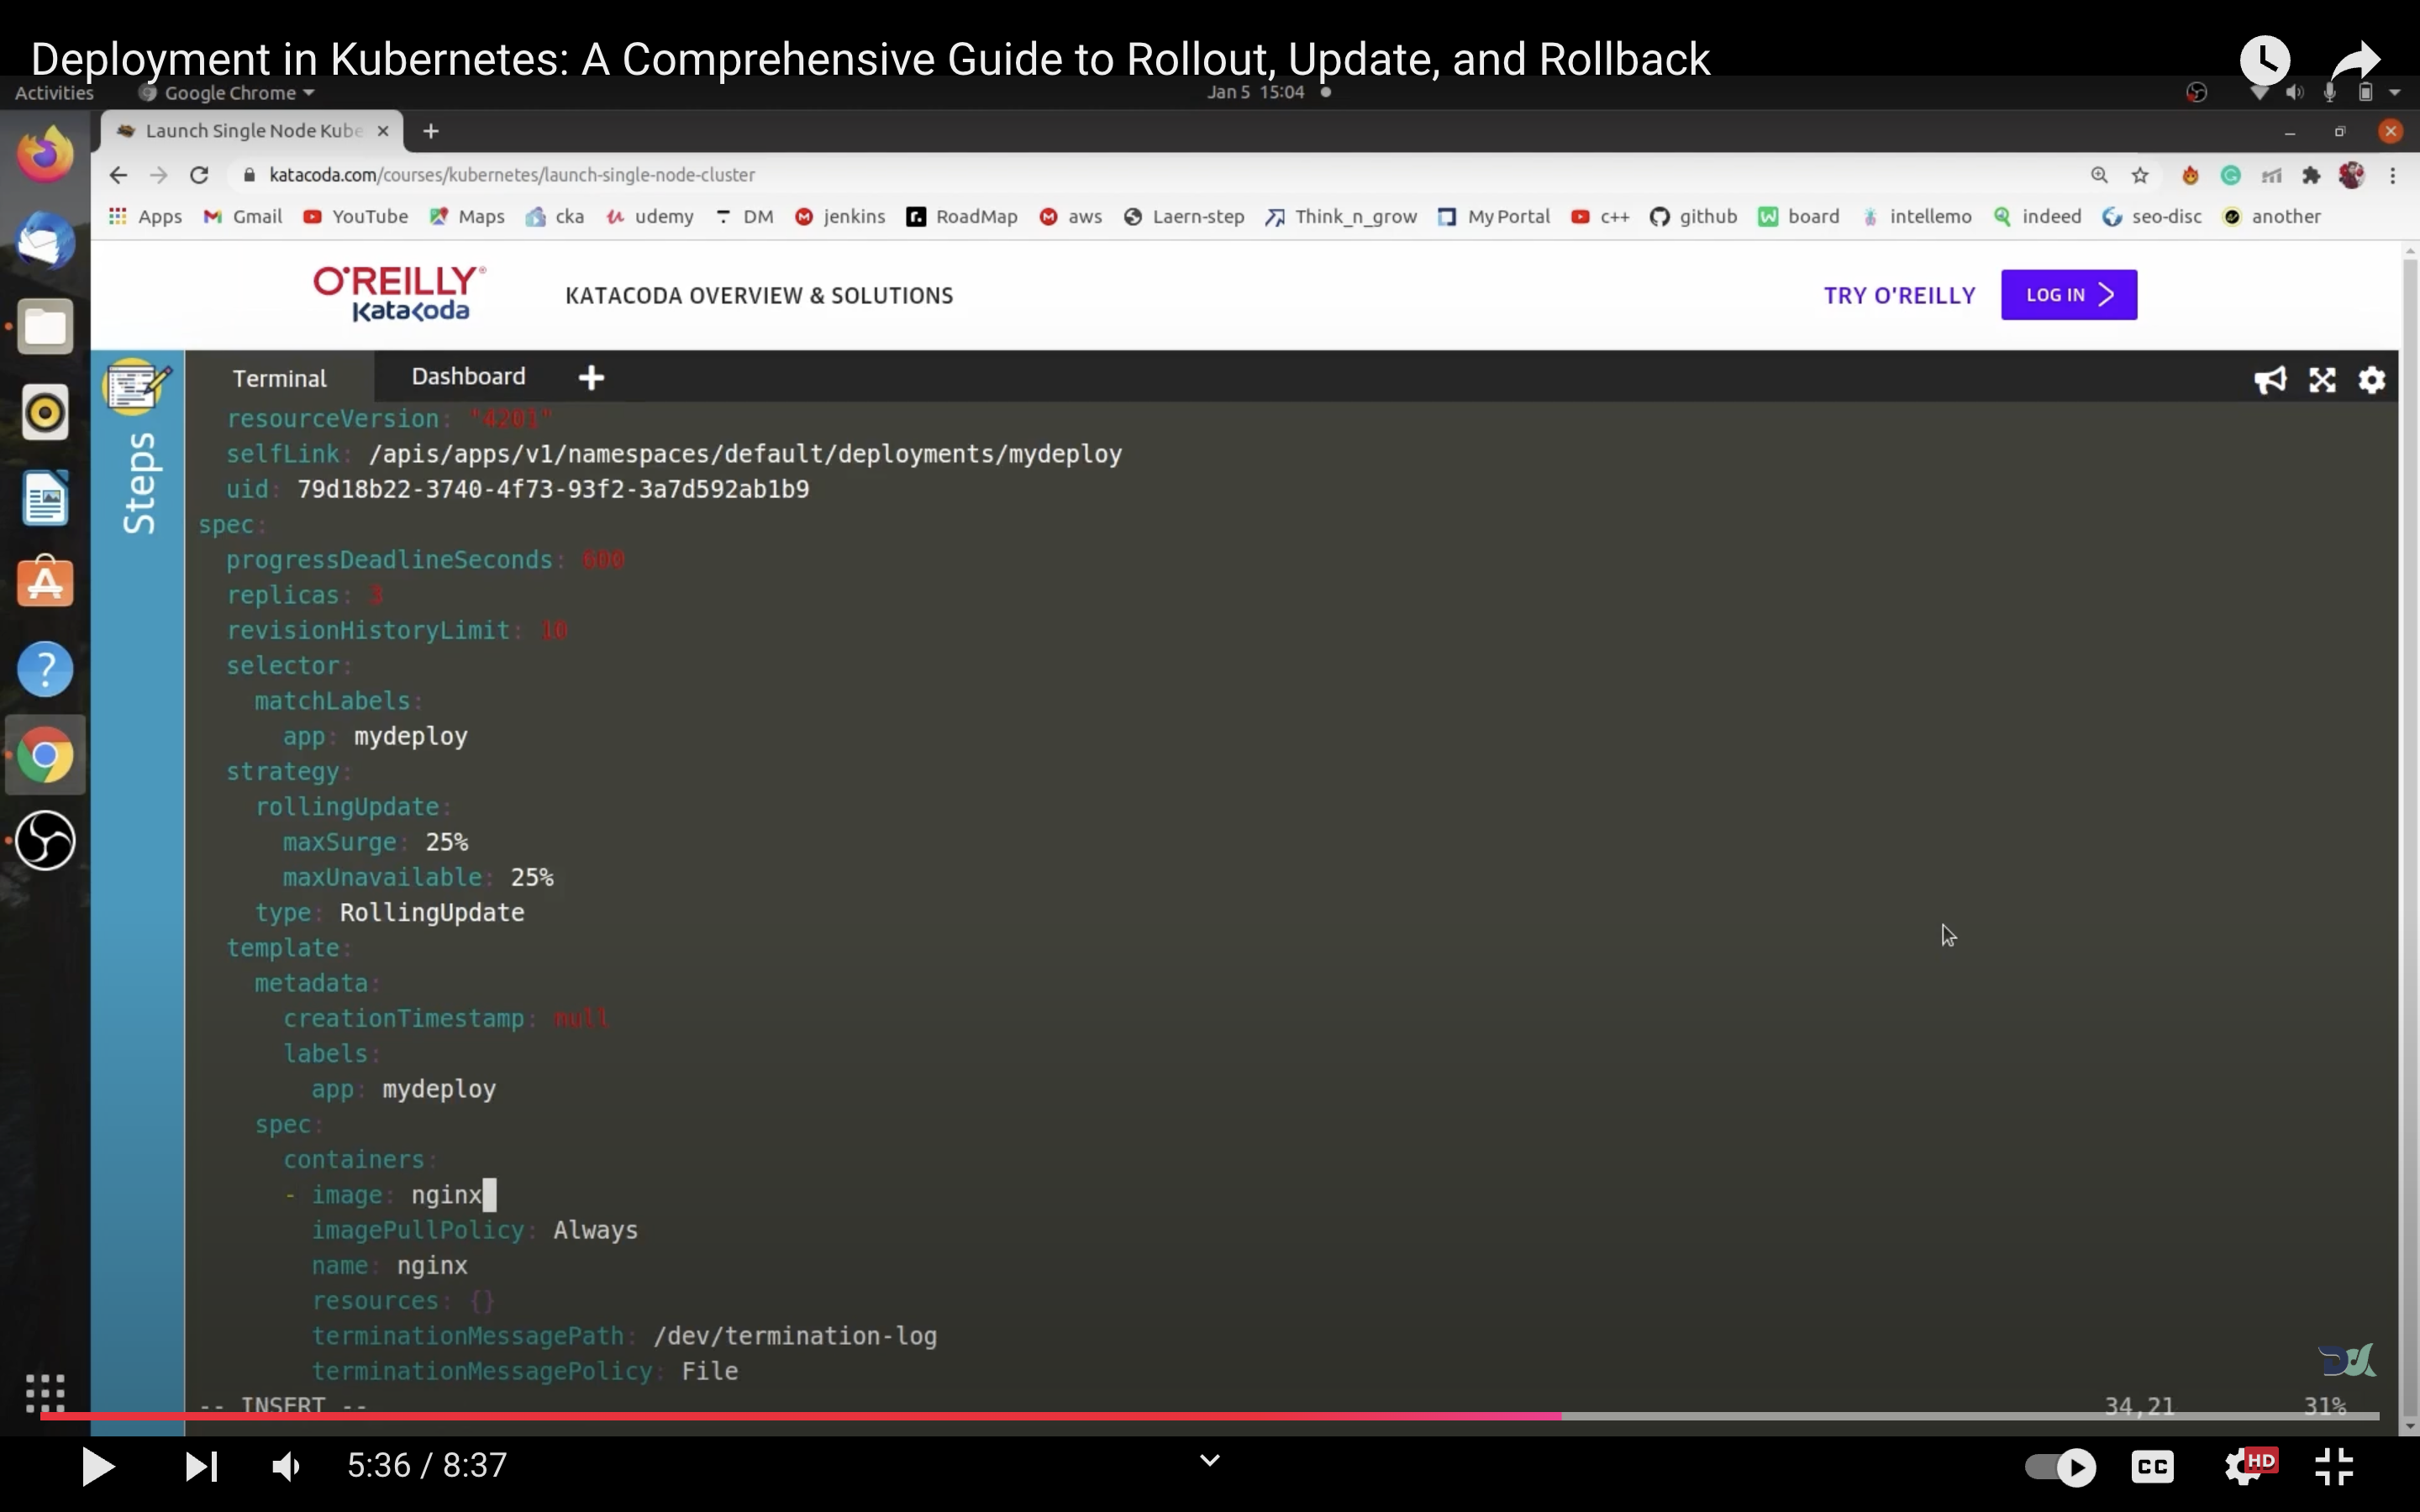 Deployment in Kubernetes: A Comprehensive Guide to Rollout, Update, and Rollback
Activities Google Chrome Jan 5 15:04
Launch Single Node Kube
katacoda.com/courses/kubernetes/launch-single-node-cluster
Apps Gmail YouTube Maps cka udemy DM jenkins RoadMap aws Laern-step Think_n_grow My Portal c++ github board intellemo indeed seo-disc another
O'REILLY®
Katacoda
KATACODA OVERVIEW & SOLUTIONS
TRY O'REILLY
LOG IN
Steps
Terminal Dashboard
resourceVersion: "4201"
selfLink: /apis/apps/v1/namespaces/default/deployments/mydeploy
uid: 79d18b22-3740-4f73-93f2-3a7d592ab1b9
spec:
progressDeadlineSeconds: 600
replicas: 3
revisionHistoryLimit: 10
selector:
matchLabels:
app: mydeploy
strategy:
rollingUpdate:
maxSurge: 25%
maxUnavailable: 25%
type: RollingUpdate
template:
metadata:
creationTimestamp: null
labels:
app: mydeploy
spec:
containers:
- image: nginx
imagePullPolicy: Always
name: nginx
resources: {}
terminationMessagePath: /dev/termination-log
terminationMessagePolicy: File
-- INSERT -- 34,21 31%
5:36 / 8:37
CC
HD